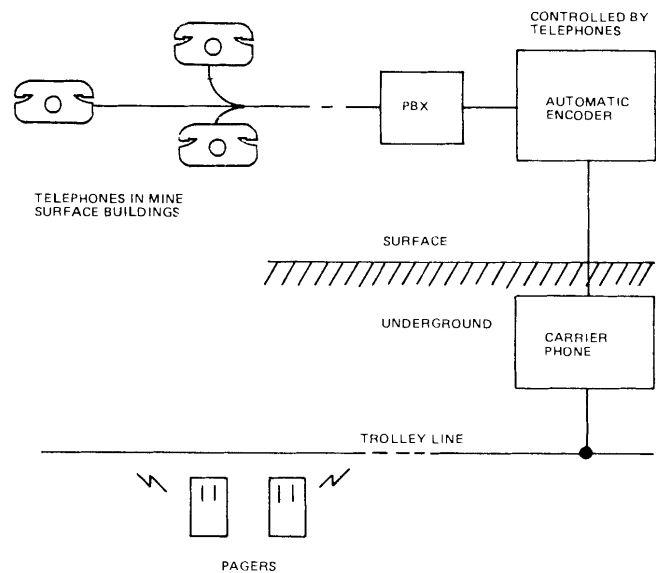 CONTROLLED BY
TELEPHONES
PBX
AUTOMATIC
ENCODER
TELEPHONES IN MINE
SURFACE BUILDINGS
SURFACE
UNDERGROUND
CARRIER
PHONE
TROLLEY LINE
PAGERS